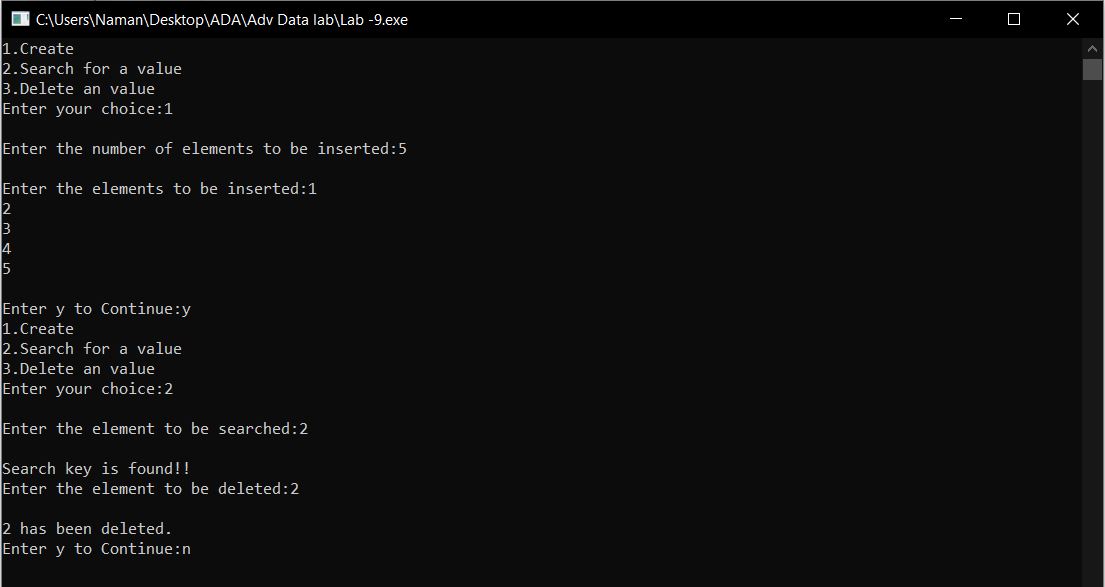 C:\Users\Naman\Desktop\ADA\Adv Data lab\Lab -9.exe
1.Create
2.Search for a value
3.Delete an value
Enter your choice:1
Enter the number of elements to be inserted:5
Enter the elements to be inserted:1
2
3
4
5
Enter y to Continue:y
1.Create
2.Search for a value
3.Delete an value
Enter your choice:2
Enter the element to be searched:2
Search key is found!!
Enter the element to be deleted:2
2 has been deleted.
Enter y to Continue:n